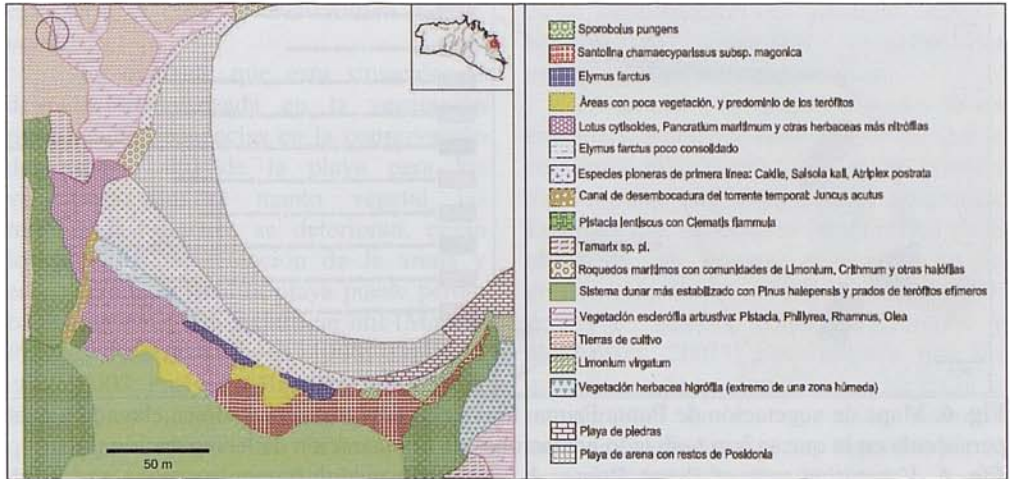 Sporobolus pungens
Santolina chamaecyparissus subsp. magonica
Elymus farctus
Áreas con poca vegetación, y predominio de los terófitos
Lotus cytisoides, Pancratium maritimum y otras herbaceas más nitrófilas
Elymus farctus poco consolidado
Especies pioneras de primera línea: Cakile, Salsola kali, Atriplex postrata
Canal de desembocadura del torrente temporal: Juncus acutus
Pistacia lentiscus con Clematis flammula
Tamarix sp. pl.
Roquedos marítimos con comunidades de Limonium, Crithmum y otras halófilas
Sistema dunar más estabilizado con Pinus halepensis y prados de terófitos efímeros
Vegetación esclerófila arbustiva: Pistacia, Phillyrea, Rhamnus, Olea
Tierras de cultivo
Limonium virgatum
Vegetación herbacea higrófila (extremo de una zona húmeda)
Playa de piedras
Playa de arena con restos de Posidonia
50 m